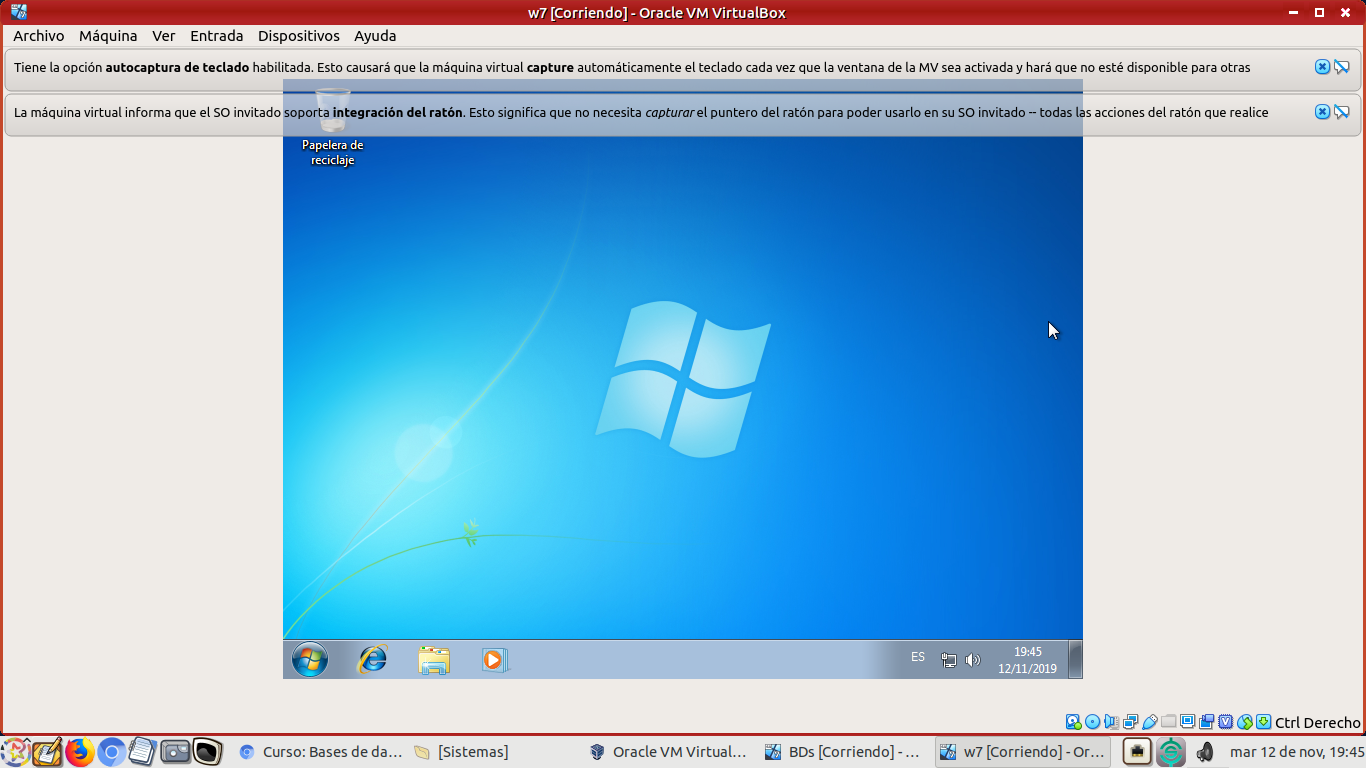 w7 [Corriendo] - Oracle VM VirtualBox
Archivo Máquina Ver Entrada Dispositivos Ayuda
Tiene la opción autocaptura de teclado habilitada. Esto causará que la máquina virtual capture automáticamente el teclado cada vez que la ventana de la MV sea activada y hará que no esté disponible para otras
La máquina virtual informa que el SO invitado soporta integración del ratón. Esto significa que no necesita capturar el puntero del ratón para poder usarlo en su SO invitado -- todas las acciones del ratón que realice
Papelera de
reciclaje
ES
19:45
12/11/2019
Ctrl Derecho
Curso: Bases de da... [Sistemas] Oracle VM Virtual... BDs [Corriendo] - ... w7 [Corriendo] - Or... mar 12 de nov, 19:45